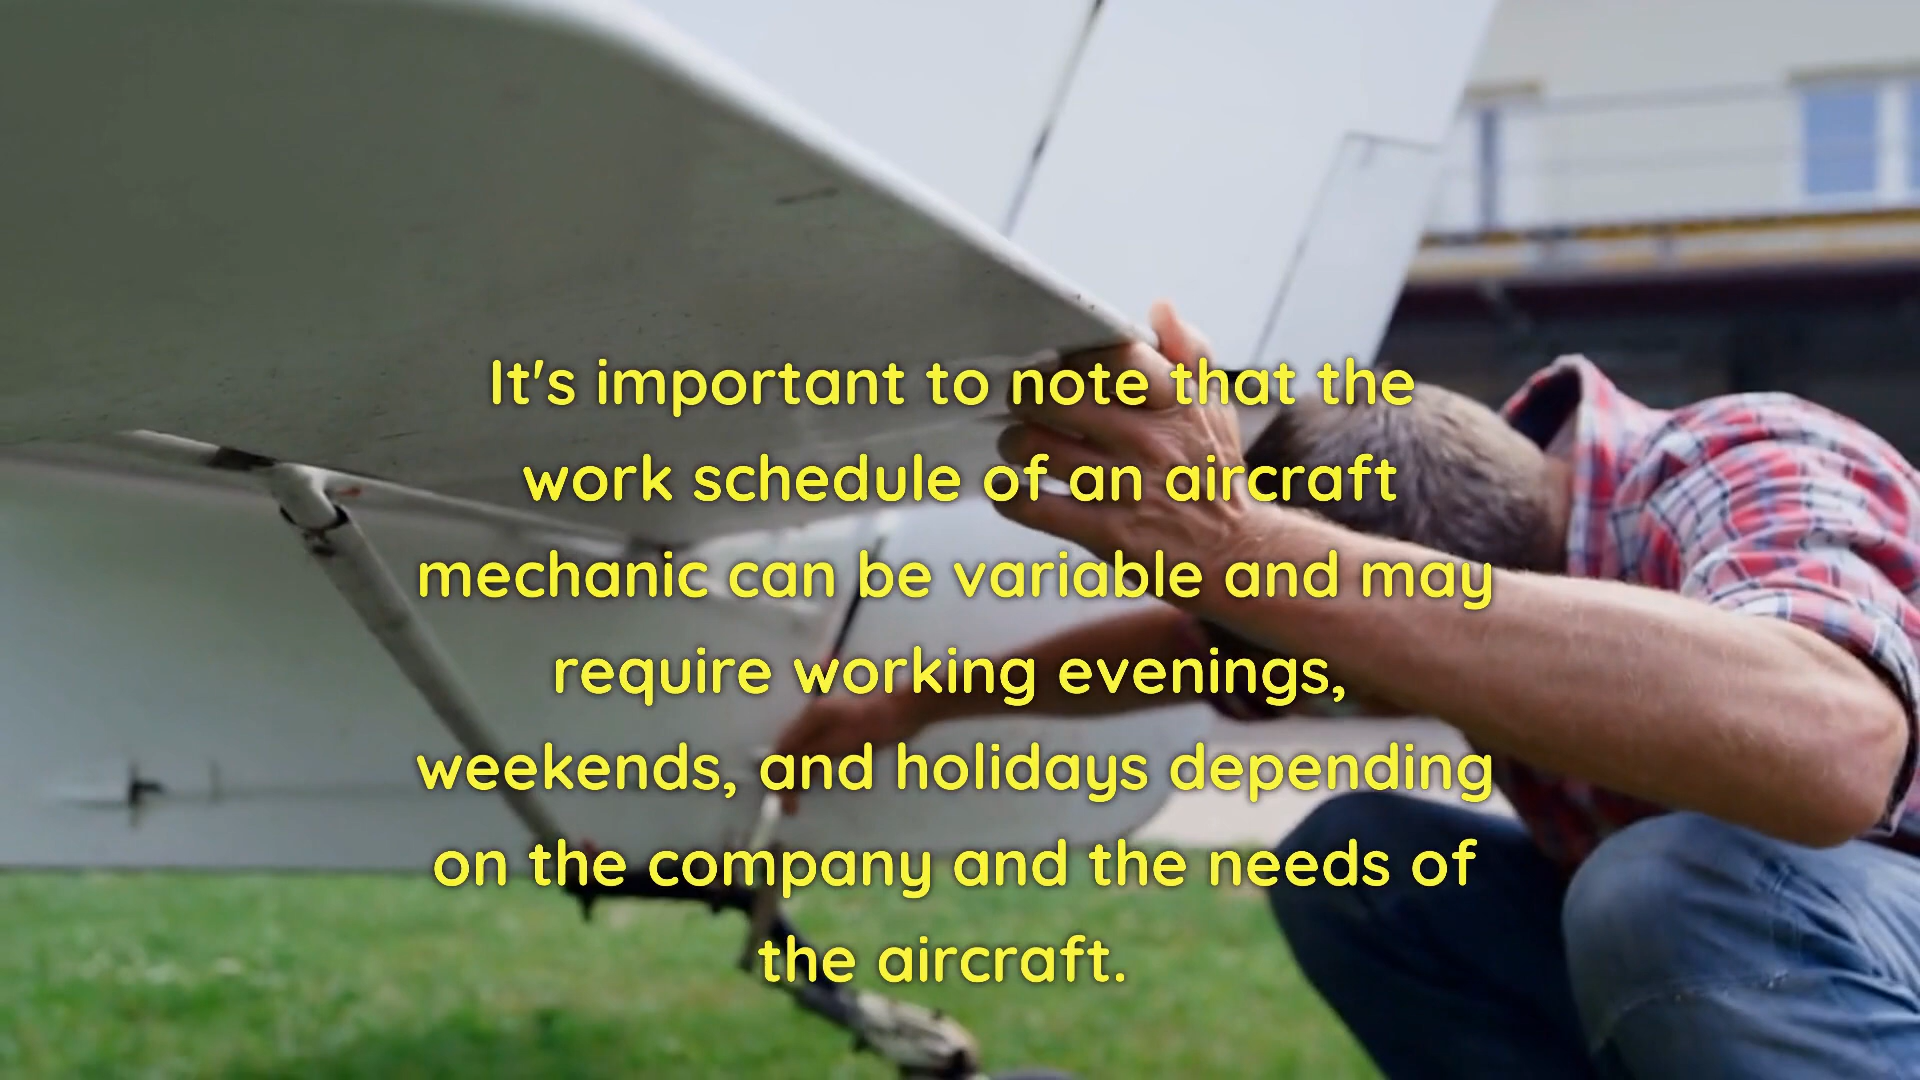 It's important to note that the
work schedule of an aircraft
mechanic can be variable and may
require working evenings,
weekends, and holidays depending
on the company and the needs of
the aircraft.